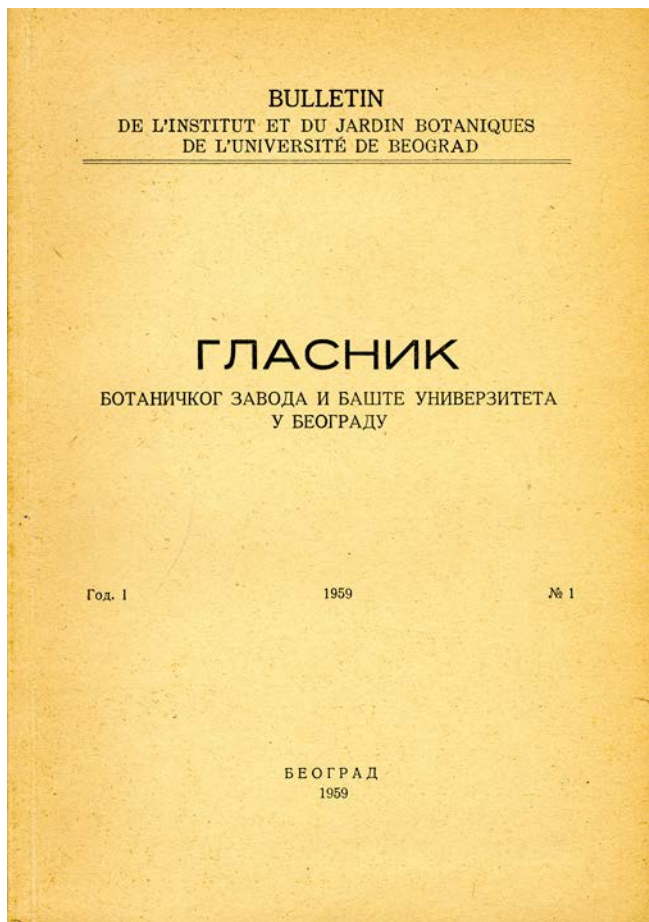 BULLETIN
DE L'INSTITUT ET DU JARDIN BOTANIQUES
DE L'UNIVERSITÉ DE BEOGRAD
ГЛАСНИК
БОТАНИЧКОГ ЗАВОДА И БАШТЕ УНИВЕРЗИТЕТА
У БЕОГРАДУ
Год. I 1959 № 1
БЕОГРАД
1959